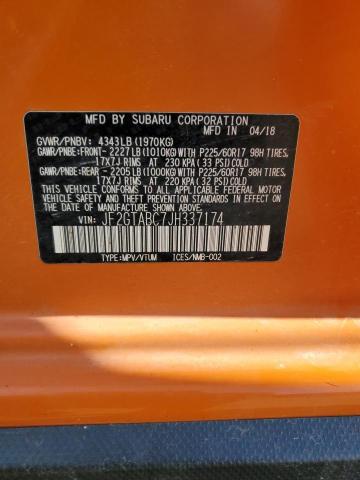 MFD BY SUBARU CORPORATION
GVWR/PNBV: 4343LB(1970KG) IN 04/18
GAWR/PNBE:FRONT-2227LB(1010KG)WITH P225/60R17 98H TIRES,
17X7J RIMS AT 230 KPA (33 PSI)COLD
GAWR/PNBE:REAR -2205LB(1000KG)WITH P225/60R17 98H TIRES,
17X7J RIMS AT 220 KPA (32 PSI)COLD
THIS VEHICLE CONFORMS TO ALL APPLICABLE U.S. FEDERAL MOTOR
VEHICLE SAFETY, BUMPER, AND THEFT PREVENTION STANDARDS
IN EFFECT ON THE DATE OF MANUFACTURE SHOWN ABOVE.
VIN: JF2GTABC7JH337174
TYPE:MPV/VTUM ICES/NMB-002